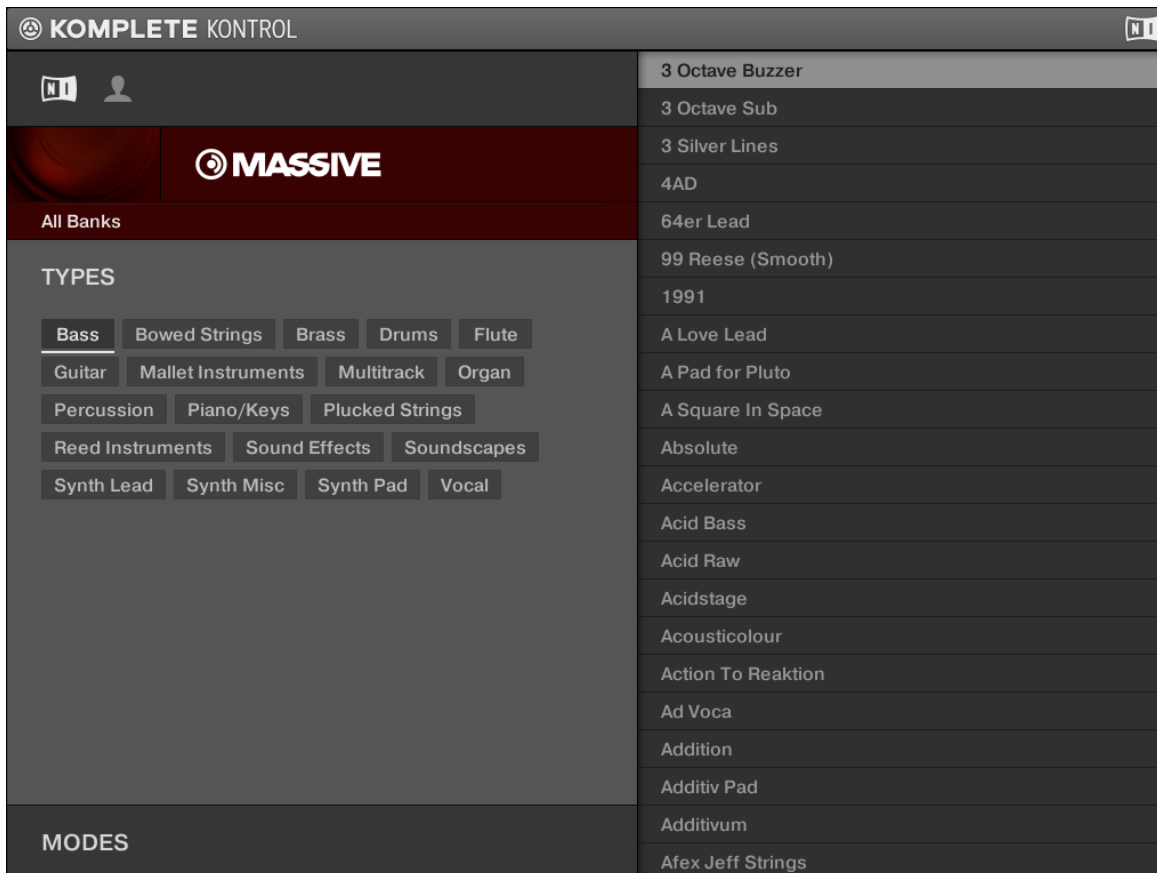 KOMPLETE KONTROL
NI
NI
MASSIVE
All Banks
TYPES
Bass Bowed Strings Brass Drums Flute
Guitar Mallet Instruments Multitrack Organ
Percussion Piano/Keys Plucked Strings
Reed Instruments Sound Effects Soundscapes
Synth Lead Synth Misc Synth Pad Vocal
MODES
3 Octave Buzzer
3 Octave Sub
3 Silver Lines
4AD
64er Lead
99 Reese (Smooth)
1991
A Love Lead
A Pad for Pluto
A Square In Space
Absolute
Accelerator
Acid Bass
Acid Raw
Acidstage
Acousticolour
Action To Reaktion
Ad Voca
Addition
Additiv Pad
Additivum
Afex Jeff Strings